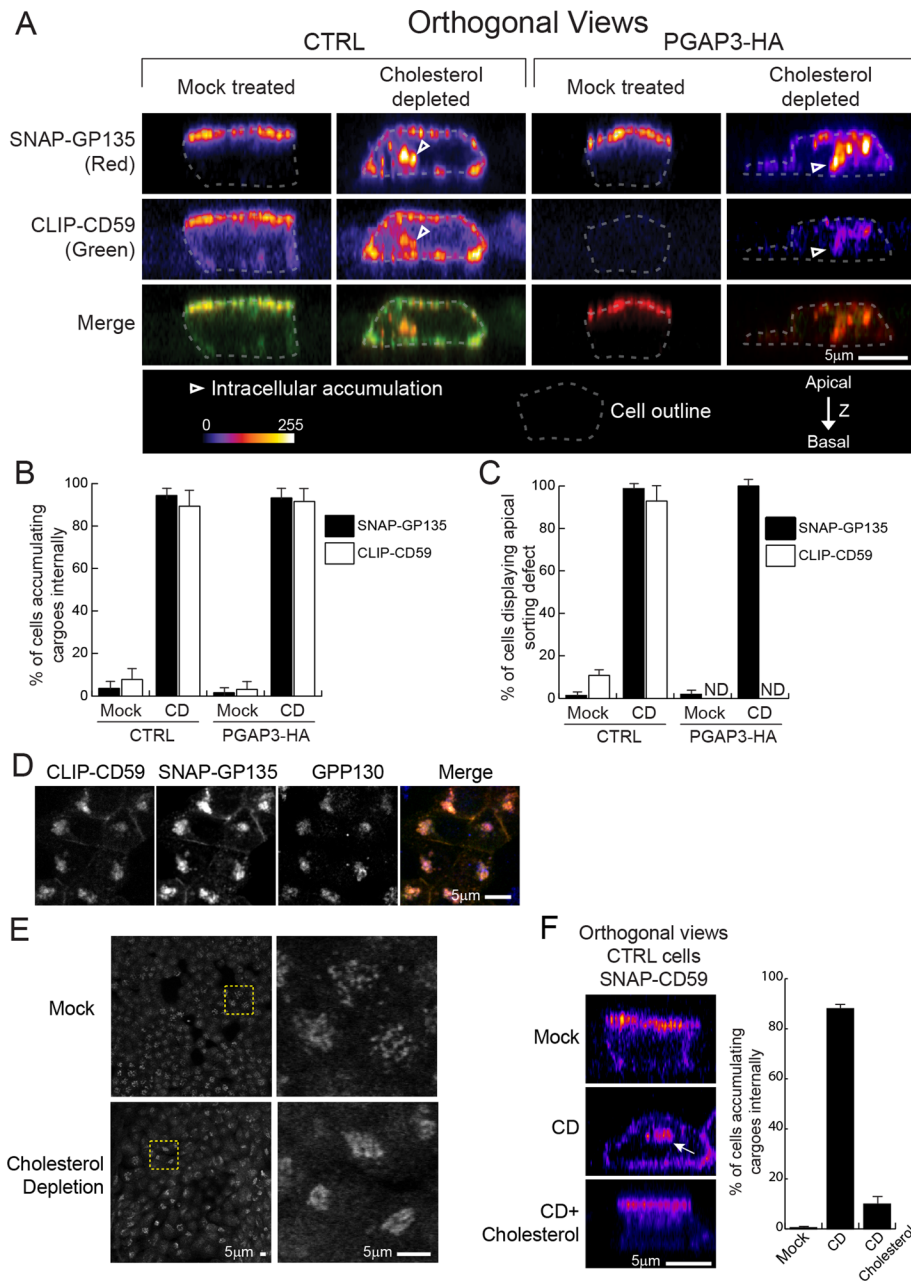 A
Orthogonal Views
CTRL
PGAP3-HA
Mock treated
Cholesterol
depleted
Mock treated
Cholesterol
depleted
SNAP-GP135
(Red)
CLIP-CD59
(Green)
Merge
5µm
Intracellular accumulation
0
255
Cell outline
Apical
Z
Basal
B
% of cells accumulating
cargoes internally
100
80
60
40
20
0
Mock
CD
Mock
CD
CTRL
PGAP3-HA
SNAP-GP135
CLIP-CD59
C
% of cells displaying apical
sorting defect
100
80
60
40
20
0
ND
ND
Mock
CD
Mock
CD
CTRL
PGAP3-HA
SNAP-GP135
CLIP-CD59
D
CLIP-CD59
SNAP-GP135
GPP130
Merge
5µm
E
Mock
Cholesterol
Depletion
5µm
5µm
F
Orthogonal views
CTRL cells
SNAP-CD59
Mock
CD
CD+
Cholesterol
5µm
% of cells accumulating
cargoes internally
100
80
60
40
20
0
Mock
CD
CD
Cholesterol